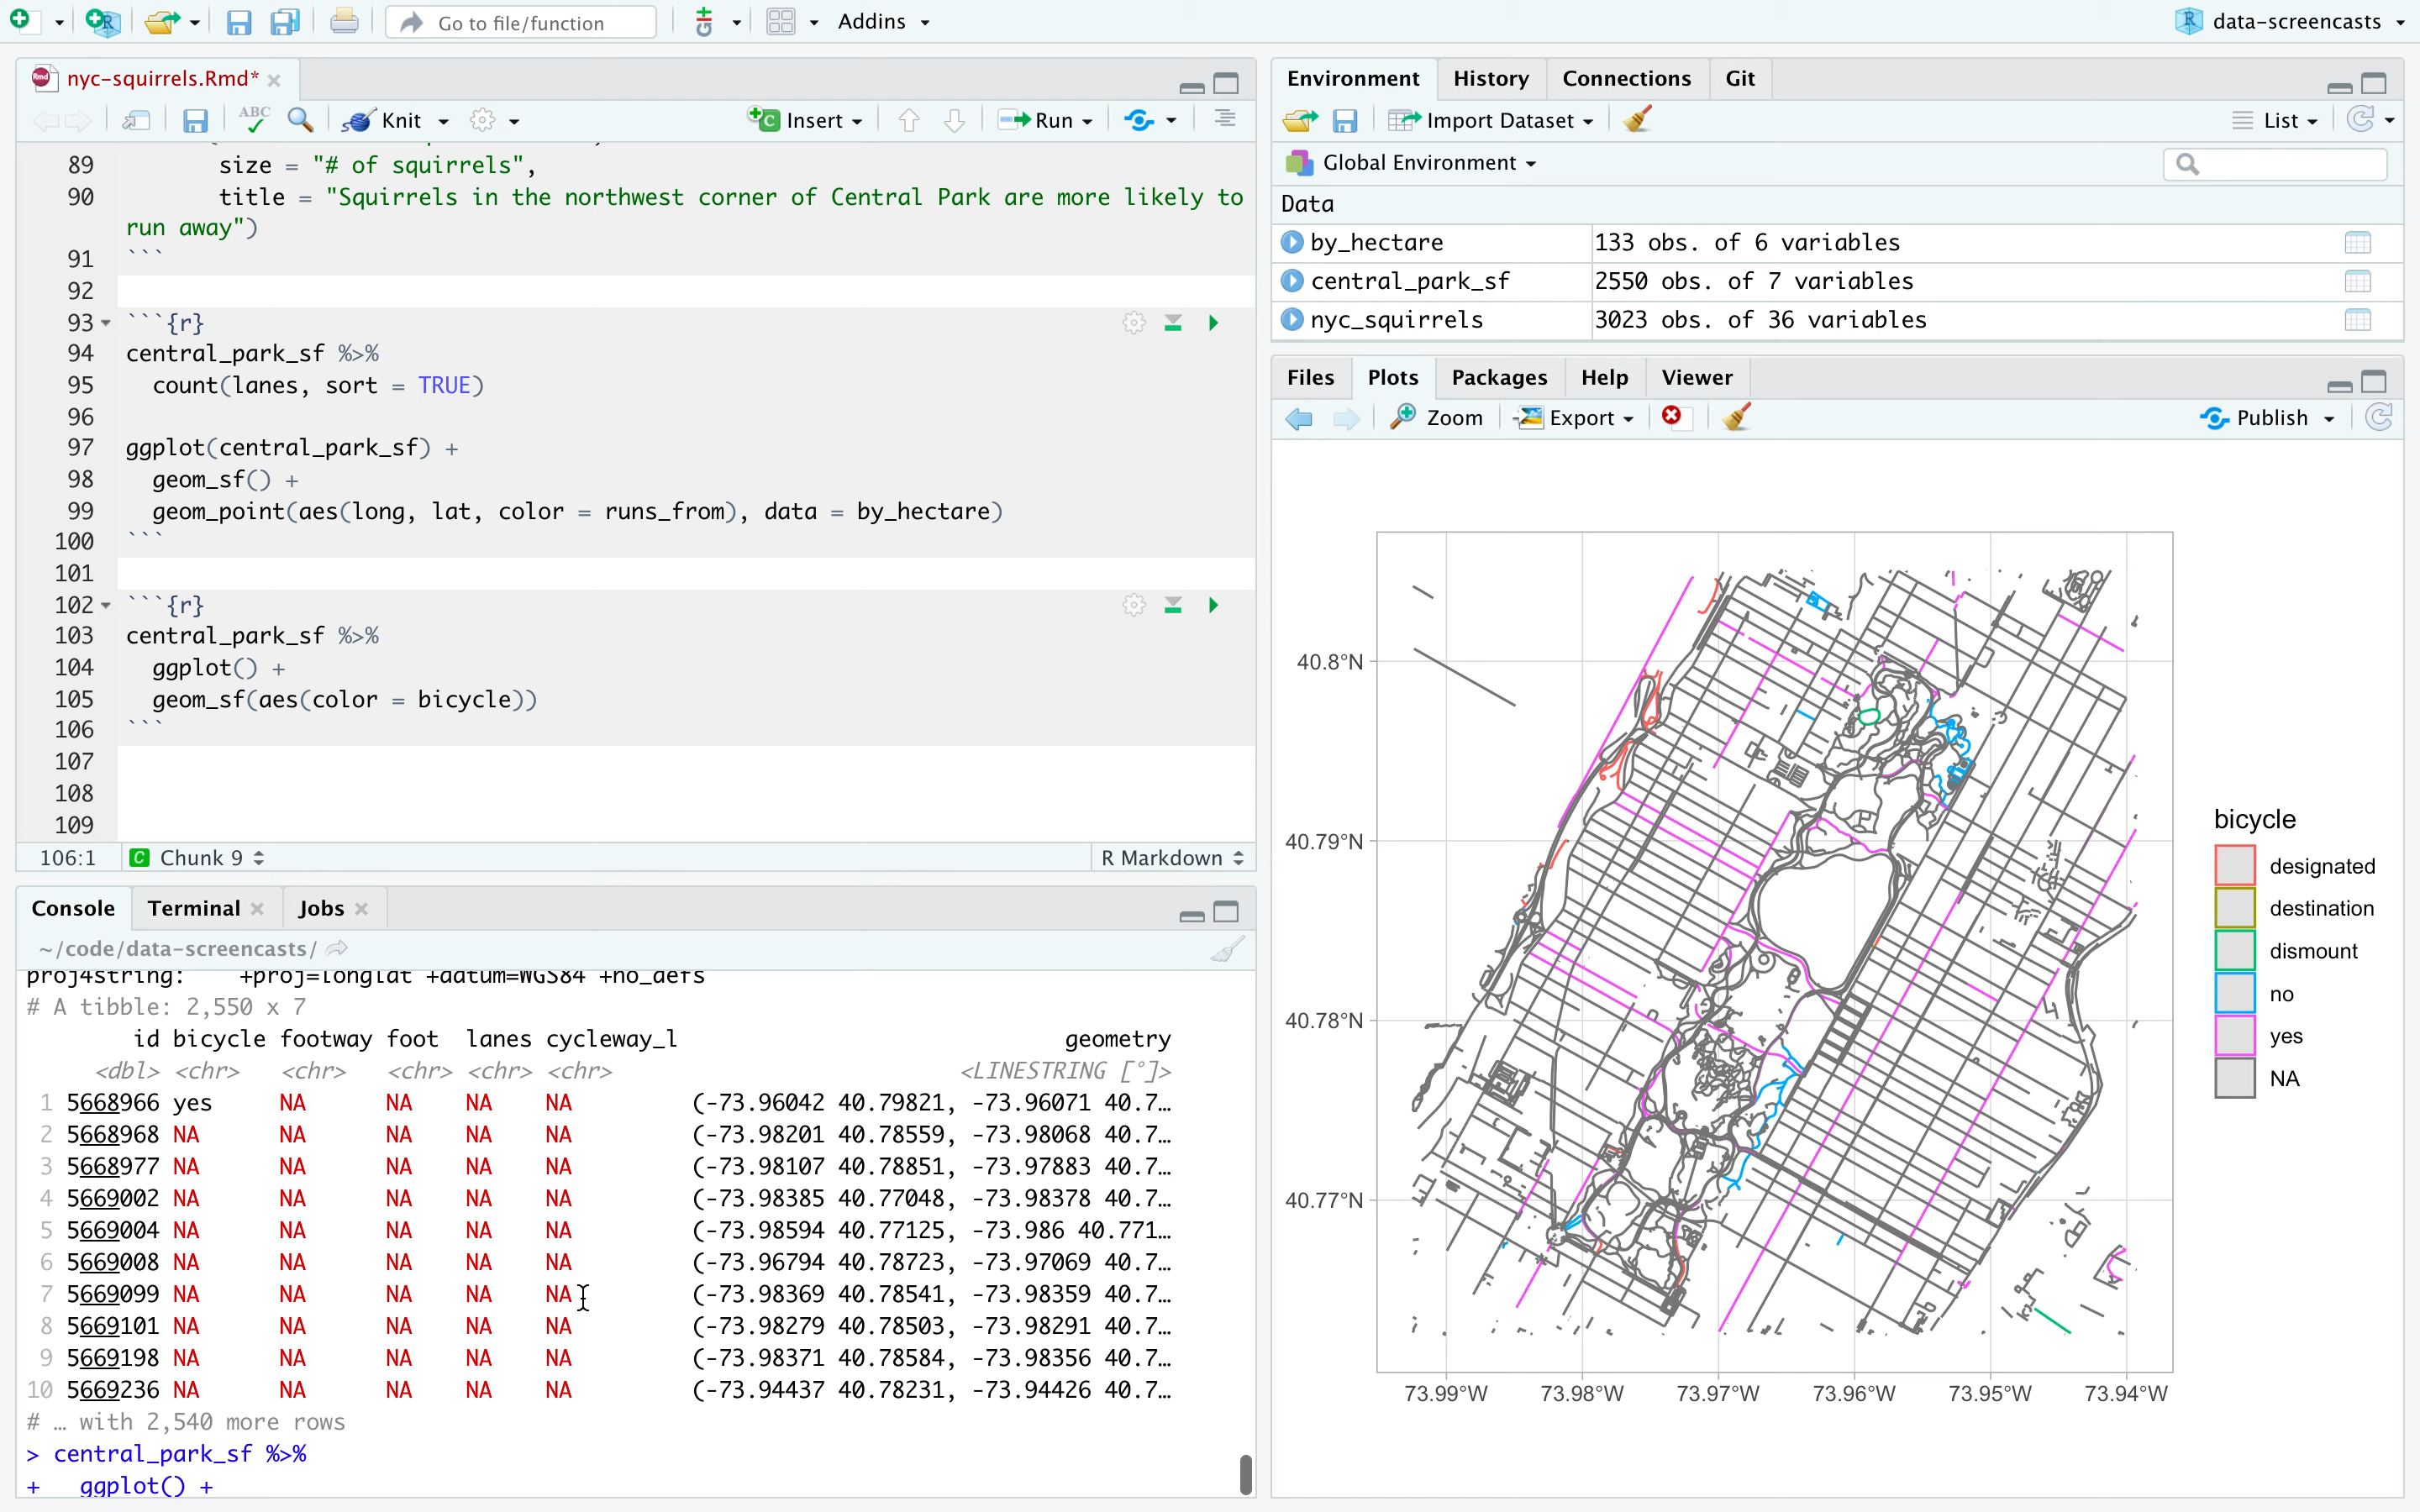 Go to file/function
Addins
data-screencasts
nyc-squirrels.Rmd*
ABC
Knit
Insert
Run
89 size = "# of squirrels",
90 title = "Squirrels in the northwest corner of Central Park are more likely to
run away")
91 ```
92
93 ```{r}
94 central_park_sf %>%
95 count(lanes, sort = TRUE)
96
97 ggplot(central_park_sf) +
98 geom_sf() +
99 geom_point(aes(long, lat, color = runs_from), data = by_hectare)
100 ```
101
102 ```{r}
103 central_park_sf %>%
104 ggplot() +
105 geom_sf(aes(color = bicycle))
106 ```
107
108
109
106:1 Chunk 9 R Markdown
Console Terminal Jobs
~/code/data-screencasts/
proj4string: +proj=longlat +datum=WGS84 +no_defs
# A tibble: 2,550 x 7
id bicycle footway foot lanes cycleway_l geometry
<dbl> <chr> <chr> <chr> <chr> <chr> <LINESTRING [°]>
1 5668966 yes NA NA NA NA (-73.96042 40.79821, -73.96071 40.7…
2 5668968 NA NA NA NA NA (-73.98201 40.78559, -73.98068 40.7…
3 5668977 NA NA NA NA NA (-73.98107 40.78851, -73.97883 40.7…
4 5669002 NA NA NA NA NA (-73.98385 40.77048, -73.98378 40.7…
5 5669004 NA NA NA NA NA (-73.98594 40.77125, -73.986 40.771…
6 5669008 NA NA NA NA NA (-73.96794 40.78723, -73.97069 40.7…
7 5669099 NA NA NA NA NA (-73.98369 40.78541, -73.98359 40.7…
8 5669101 NA NA NA NA NA (-73.98279 40.78503, -73.98291 40.7…
9 5669198 NA NA NA NA NA (-73.98371 40.78584, -73.98356 40.7…
10 5669236 NA NA NA NA NA (-73.94437 40.78231, -73.94426 40.7…
# … with 2,540 more rows
> central_park_sf %>%
+ ggplot() +
Environment History Connections Git
Import Dataset
List
Global Environment
Data
by_hectare 133 obs. of 6 variables
central_park_sf 2550 obs. of 7 variables
nyc_squirrels 3023 obs. of 36 variables
Files Plots Packages Help Viewer
Zoom Export Publish
40.8°N
40.79°N
40.78°N
40.77°N
73.99°W 73.98°W 73.97°W 73.96°W 73.95°W 73.94°W
bicycle
designated
destination
dismount
no
yes
NA